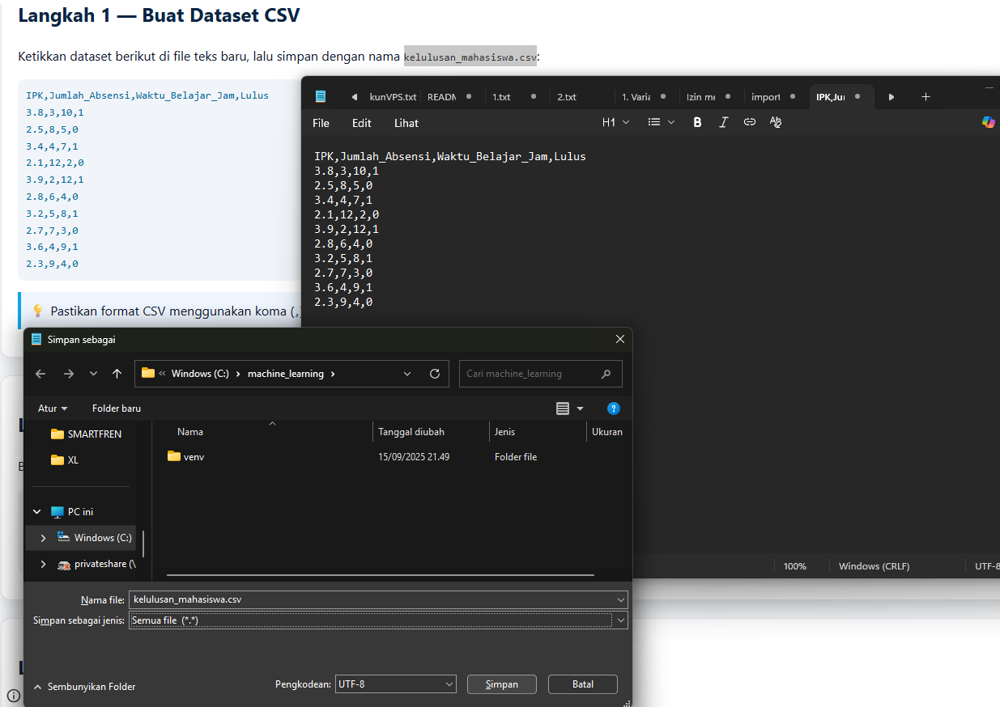 Langkah 1 — Buat Dataset CSV
Ketikkan dataset berikut di file teks baru, lalu simpan dengan nama kelulusan_mahasiswa.csv:
IPK,Jumlah_Absensi,Waktu_Belajar_Jam,Lulus
3.8,3,10,1
2.5,8,5,0
3.4,4,7,1
2.1,12,2,0
3.9,2,12,1
2.8,6,4,0
3.2,5,8,1
2.7,7,3,0
3.6,4,9,1
2.3,9,4,0
💡 Pastikan format CSV menggunakan koma (,)
kunVPS.txt READN 1.txt 2.txt 1. Varia Izin me import IPK,Jui
File Edit Lihat H1 B I
IPK,Jumlah_Absensi,Waktu_Belajar_Jam,Lulus
3.8,3,10,1
2.5,8,5,0
3.4,4,7,1
2.1,12,2,0
3.9,2,12,1
2.8,6,4,0
3.2,5,8,1
2.7,7,3,0
3.6,4,9,1
2.3,9,4,0
100% Windows (CRLF) UTF-8
Simpan sebagai
« Windows (C:) › machine_learning ›
Cari machine_learning
Atur Folder baru
Nama Tanggal diubah Jenis Ukuran
venv 15/09/2025 21.49 Folder file
SMARTFREN
XL
PC ini
Windows (C:)
privateshare (\
Nama file: kelulusan_mahasiswa.csv
Simpan sebagai jenis: Semua file (*.*)
Sembunyikan Folder
Pengkodean: UTF-8
Simpan
Batal